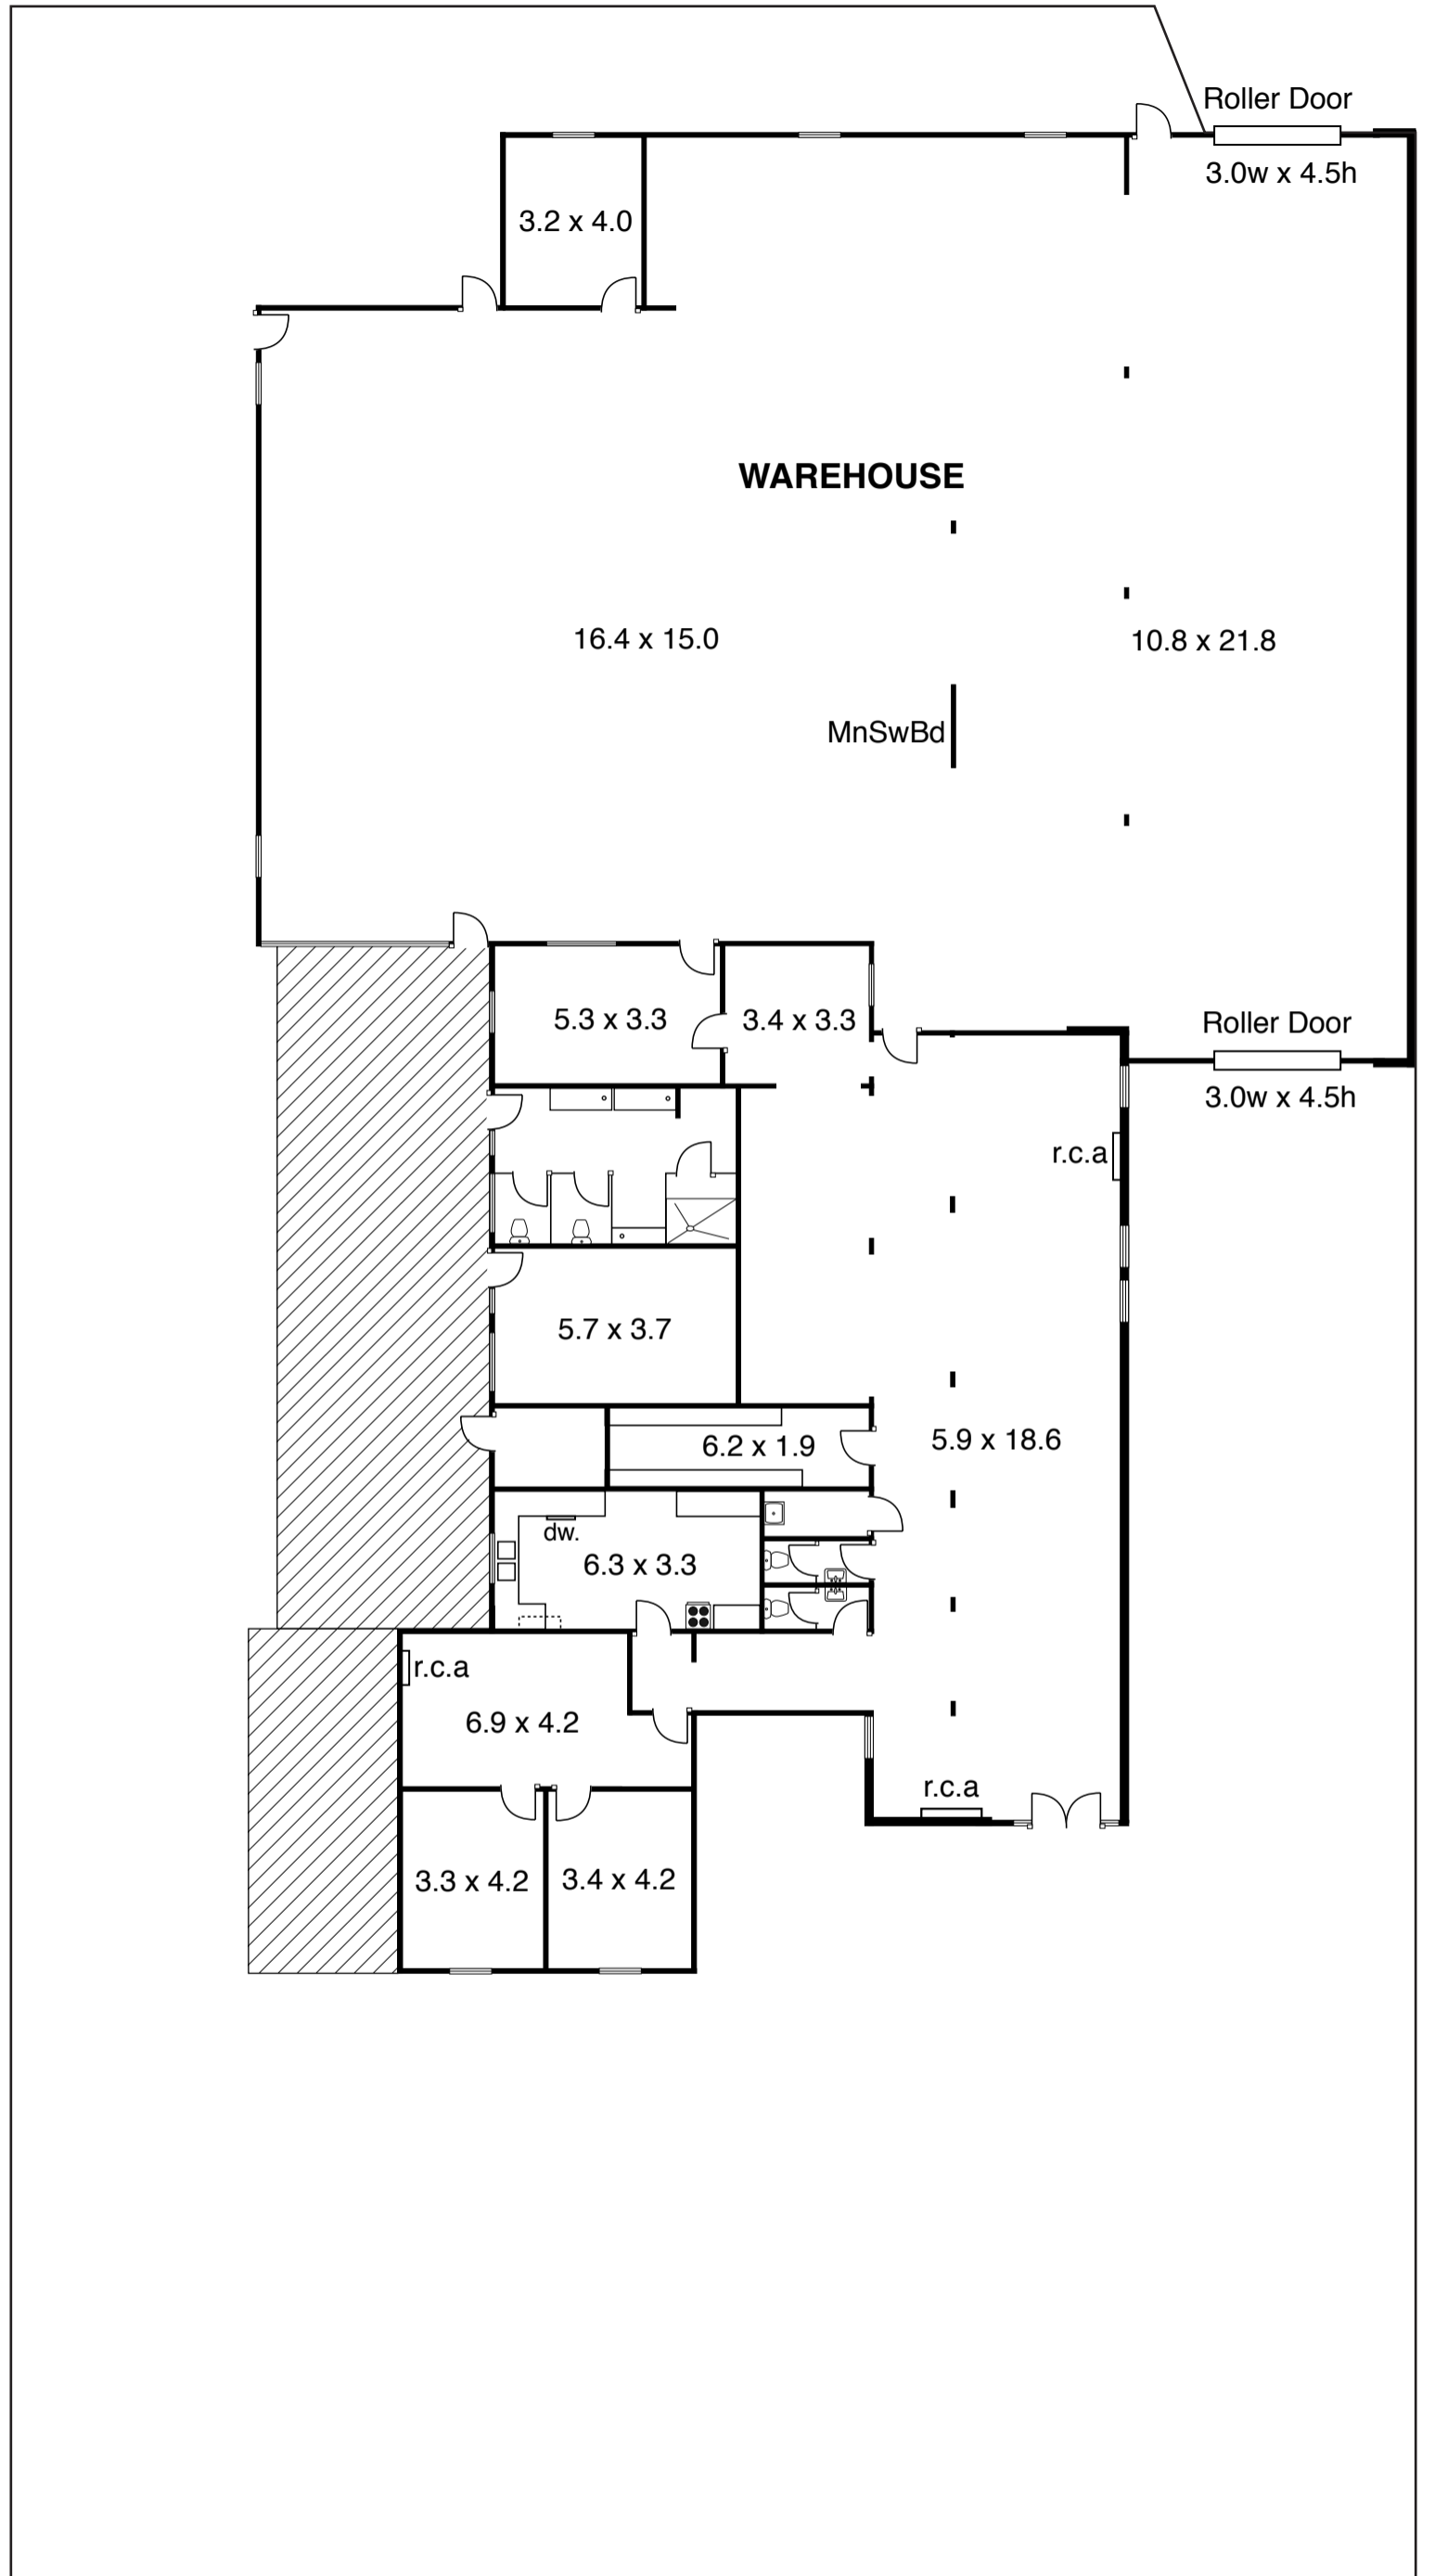 Roller Door
3.0w x 4.5h
3.2 x 4.0
WAREHOUSE
16.4 x 15.0
10.8 x 21.8
MnSwBd
5.3 x 3.3
3.4 x 3.3
Roller Door
3.0w x 4.5h
r.c.a
5.7 x 3.7
6.2 x 1.9
5.9 x 18.6
dw.
6.3 x 3.3
r.c.a
6.9 x 4.2
r.c.a
3.3 x 4.2
3.4 x 4.2